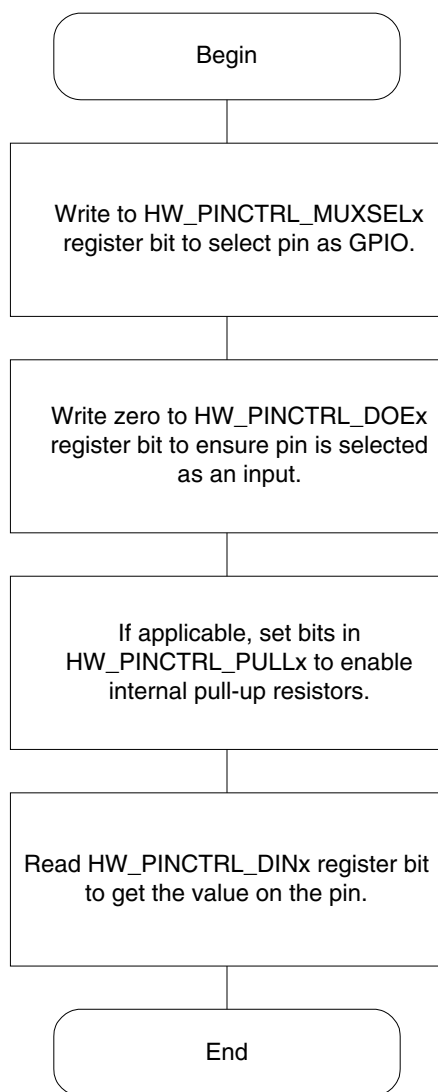 Begin
Write to HW_PINCTRL_MUXSELx
register bit to select pin as GPIO.
Write zero to HW_PINCTRL_DOEx
register bit to ensure pin is selected
as an input.
If applicable, set bits in
HW_PINCTRL_PULLx to enable
internal pull-up resistors.
Read HW_PINCTRL_DINx register bit
to get the value on the pin.
End